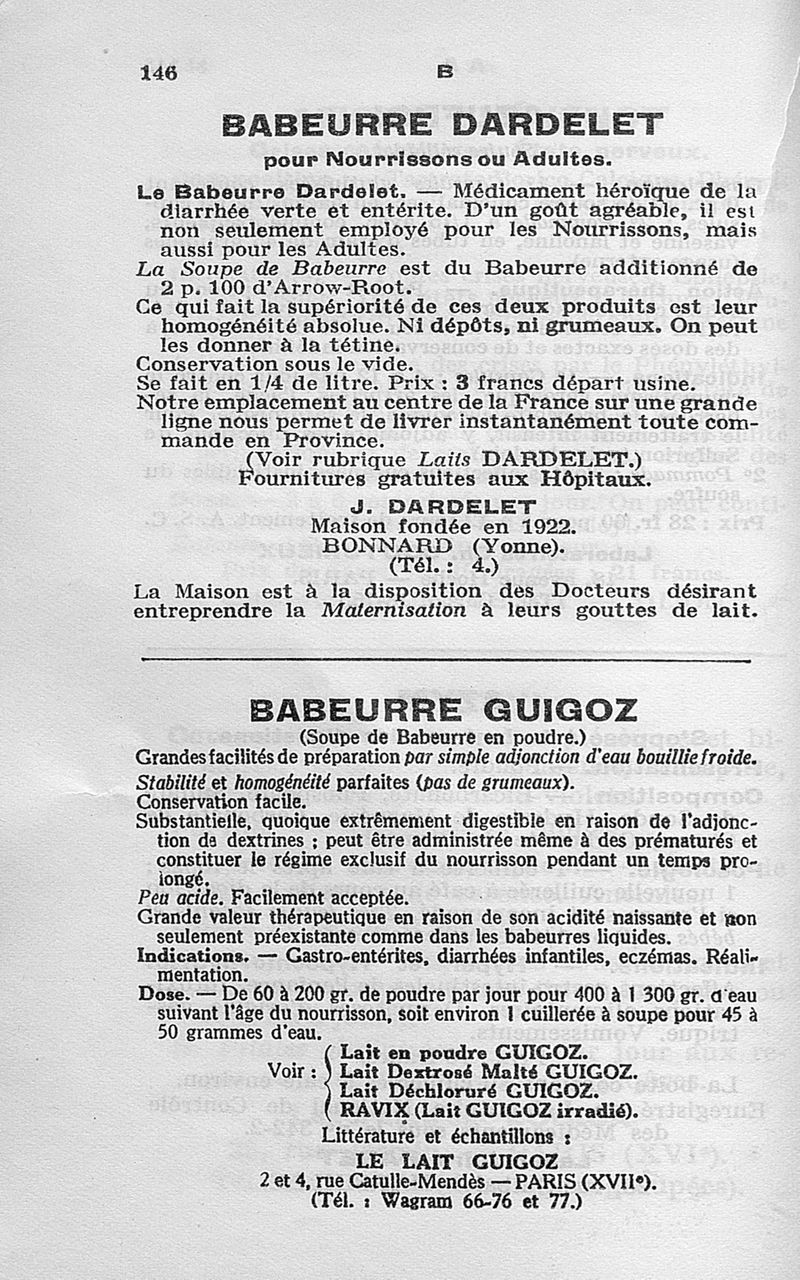 146 B
BABEURRE DARDELET
pour Nourrissons ou Adultes.
Le Babeurre Dardelet. — Médicament héroïque de la
diarrhée verte et entérite. D'un goût agréable, il est
non seulement employé pour les Nourrissons, mais
aussi pour les Adultes.
La Soupe de Babeurre est du Babeurre additionné de
2 p. 100 d'Arrow-Root.
Ce qui fait la supériorité de ces deux produits est leur
homogénéité absolue. Ni dépôts, ni grumeaux. On peut
les donner à la tétine.
Conservation sous le vide.
Se fait en 1/4 de litre. Prix : 3 francs départ usine.
Notre emplacement au centre de la France sur une grande
ligne nous permet de livrer instantanément toute com-
mande en Province.
(Voir rubrique Laits DARDELET.)
Fournitures gratuites aux Hôpitaux.
J. DARDELET
Maison fondée en 1922.
BONNARD (Yonne).
(Tél. : 4.)
La Maison est à la disposition des Docteurs désirant
entreprendre la Maternisation à leurs gouttes de lait.
BABEURRE GUIGOZ
(Soupe de Babeurre en poudre.)
Grandes facilités de préparation par simple adjonction d'eau bouillie froide.
Stabilité et homogénéité parfaites (pas de grumeaux).
Conservation facile.
Substantielle, quoique extrêmement digestible en raison de l'adjonc-
tion de dextrines ; peut être administrée même à des prématurés et
constituer le régime exclusif du nourrisson pendant un temps pro-
longé.
Peu acide. Facilement acceptée.
Grande valeur thérapeutique en raison de son acidité naissante et non
seulement préexistante comme dans les babeurres liquides.
Indications. — Gastro-entérites, diarrhées infantiles, eczémas. Réali-
mentation.
Dose. — De 60 à 200 gr. de poudre par jour pour 400 à 1 300 gr. d'eau
suivant l'âge du nourrisson, soit environ 1 cuillerée à soupe pour 45 à
50 grammes d'eau.
Lait en poudre GUIGOZ.
Voir : Lait Dextrosé Malté GUIGOZ.
Lait Déchloruré GUIGOZ.
RAVIX (Lait GUIGOZ irradié).
Littérature et échantillons :
LE LAIT GUIGOZ
2 et 4, rue Catulle-Mendès — PARIS (XVIIe).
(Tél. : Wagram 66-76 et 77.)